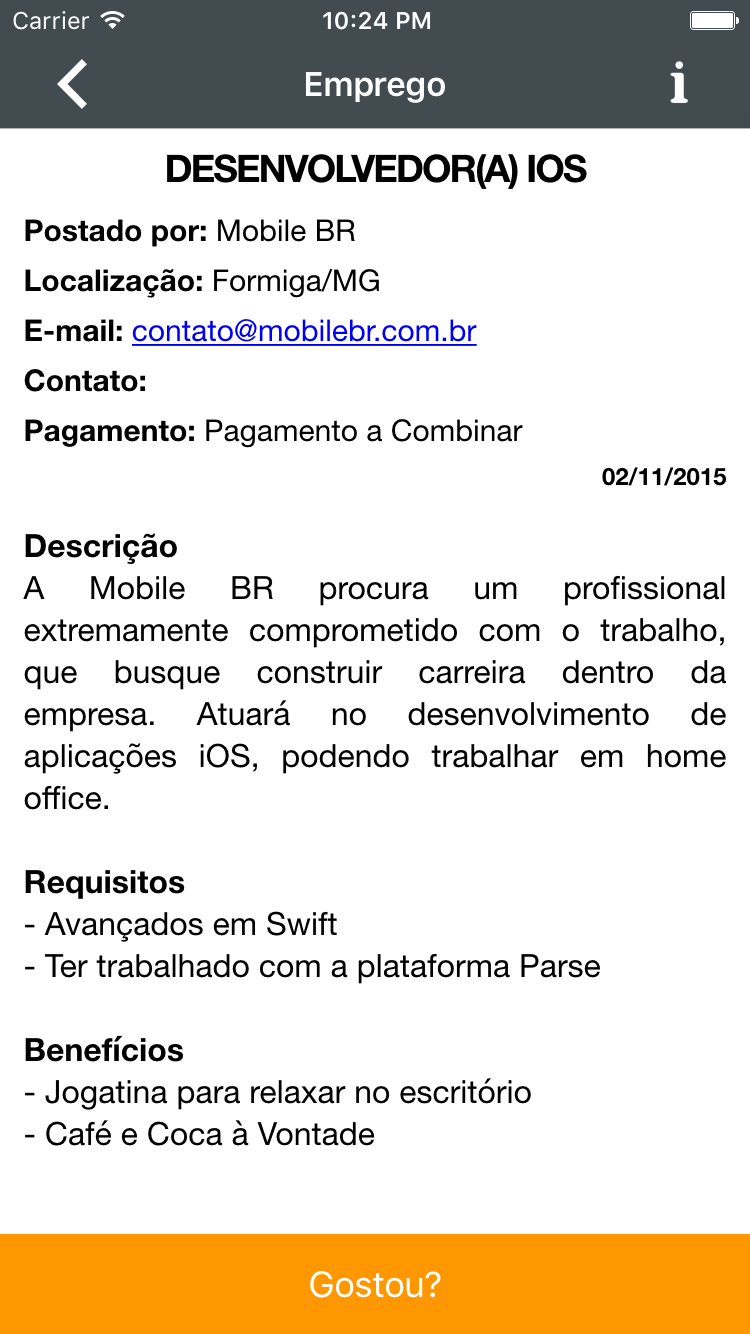 Carrier 10:24 PM
Emprego
DESENVOLVEDOR(A) IOS
Postado por: Mobile BR
Localização: Formiga/MG
E-mail: contato@mobilebr.com.br
Contato:
Pagamento: Pagamento a Combinar
02/11/2015
Descrição
A Mobile BR procura um profissional
extremamente comprometido com o trabalho,
que busque construir carreira dentro da
empresa. Atuará no desenvolvimento de
aplicações iOS, podendo trabalhar em home
office.
Requisitos
- Avançados em Swift
- Ter trabalhado com a plataforma Parse
Benefícios
- Jogatina para relaxar no escritório
- Café e Coca à Vontade
Gostou?